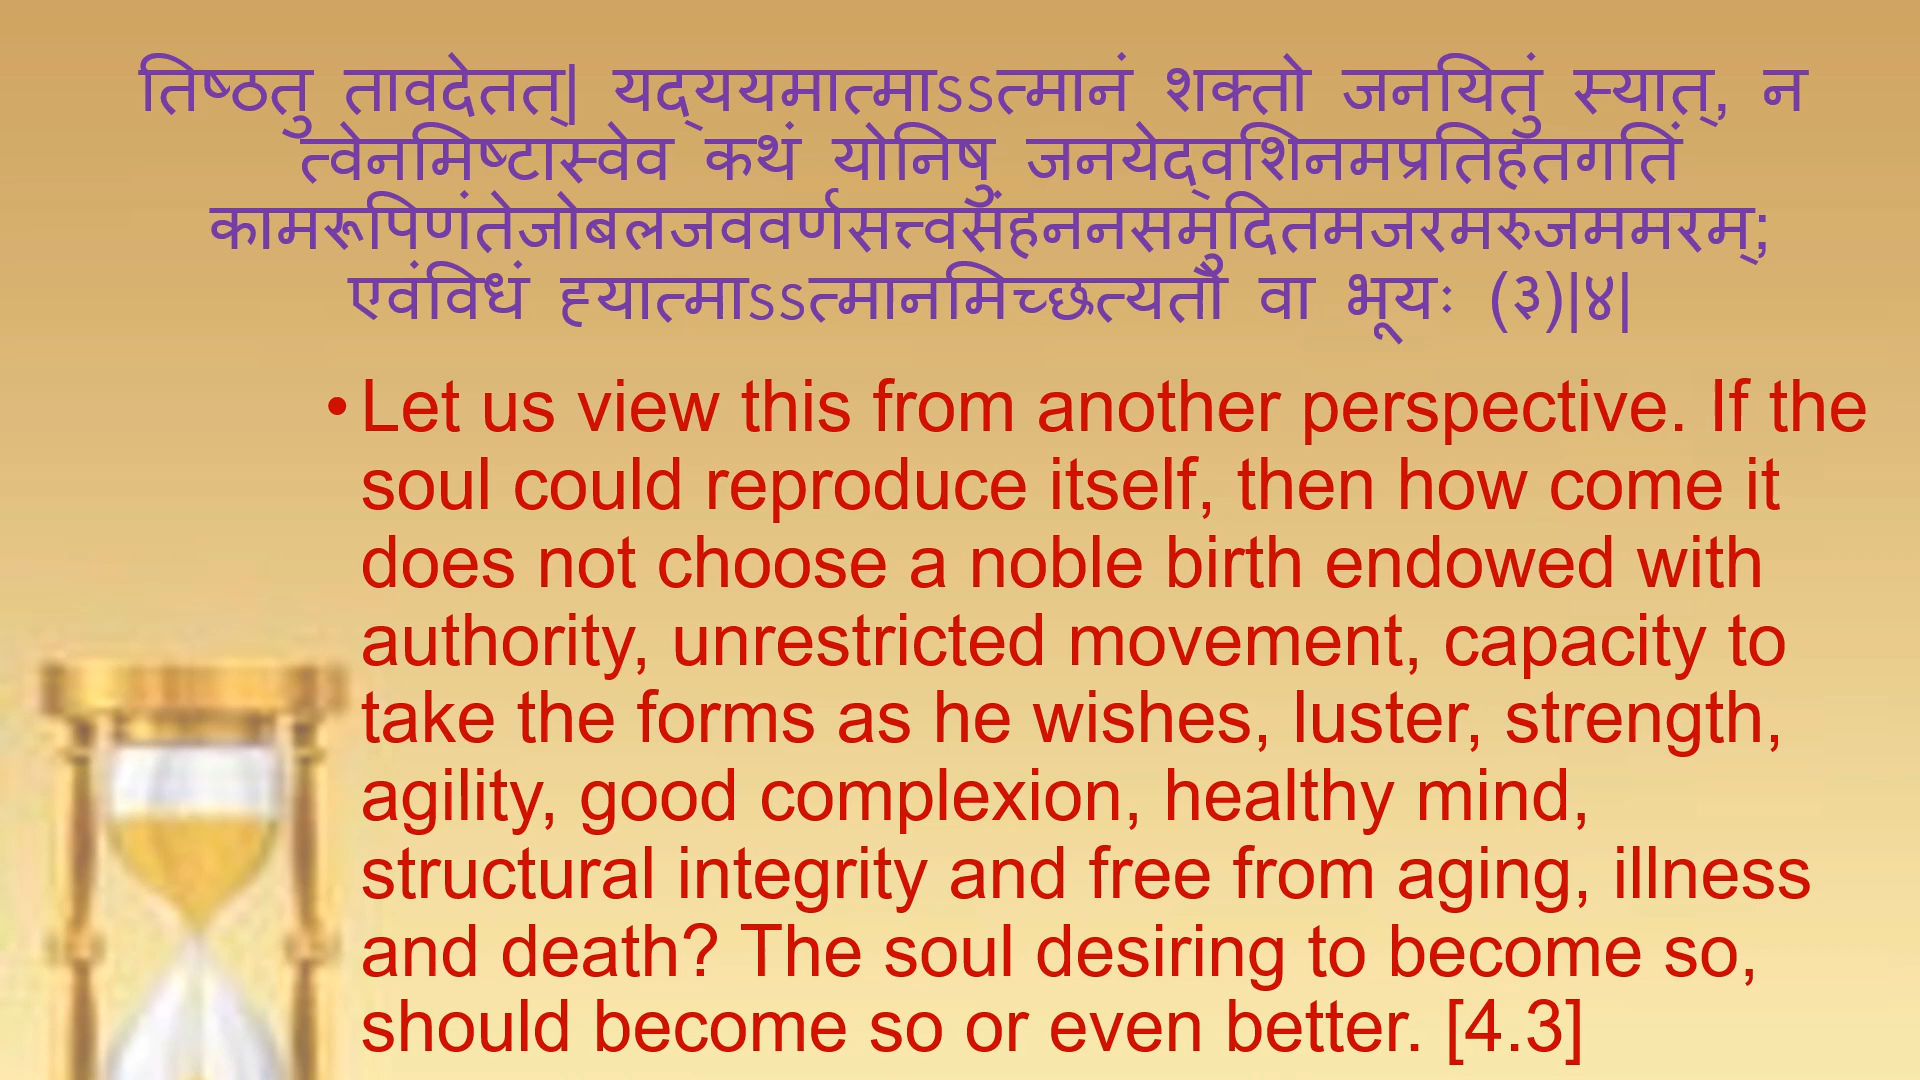 तिष्ठतु तावदेतत्| यद्ययमात्माऽऽत्मानं शक्तो जनयितुं स्यात्, न
त्वेनमिष्टास्वेव कथं योनिषु जनयेद्वशिनमप्रतिहतगतिं
कामरूपिणंतेजोबलजववर्णसत्त्वसंहननसमुदितमजरमरुजममरम्;
एवंविधं ह्यात्माऽऽत्मानमिच्छत्यतो वा भूयः (३)|४|
• Let us view this from another perspective. If the
soul could reproduce itself, then how come it
does not choose a noble birth endowed with
authority, unrestricted movement, capacity to
take the forms as he wishes, luster, strength,
agility, good complexion, healthy mind,
structural integrity and free from aging, illness
and death? The soul desiring to become so,
should become so or even better. [4.3]